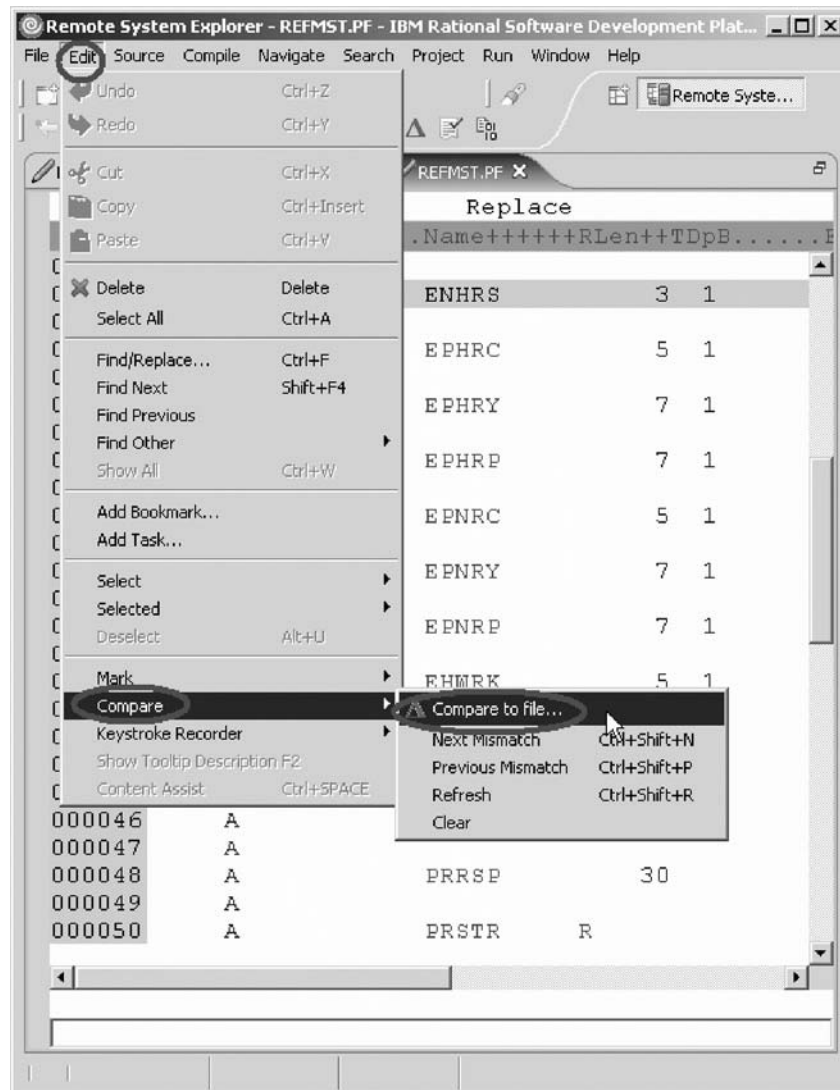 Remote System Explorer - REFMST.PF - IBM Rational Software Development Plat...
File Edit Source Compile Navigate Search Project Run Window Help
Undo Ctrl+Z
Remote Syste...
Redo Ctrl+Y
Cut Ctrl+X
REFMST.PF
Copy Ctrl+Insert
Replace
Paste Ctrl+V
.Name++++++RLen++TDpB......F
Delete Delete
ENHRS 3 1
Select All Ctrl+A
EPHRC 5 1
Find/Replace... Ctrl+F
Find Next Shift+F4
EPHRY 7 1
Find Previous
Find Other
EPHRP 7 1
Show All Ctrl+W
Add Bookmark...
EPNRC 5 1
Add Task...
Select
EPNRY 7 1
Selected
Deselect Alt+U
EPNRP 7 1
Mark
EHWRK 5 1
Compare
Compare to file...
Keystroke Recorder
Next Mismatch Ctrl+Shift+N
Show Tooltip Description F2
Previous Mismatch Ctrl+Shift+P
Content Assist Ctrl+SPACE
Refresh Ctrl+Shift+R
Clear
000046 A
000047 A
000048 A PRRSP 30
000049 A
000050 A PRSTR R